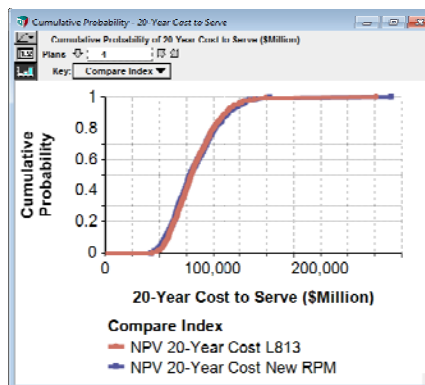 Cumulative Probability - 20-Year Cost to Serve
Cumulative Probability of 20 Year Cost to Serve ($Million)
Plans 4
Key: Compare Index
1
0.8
0.6
0.4
0.2
0
Cumulative
Probability
0 100,000 200,000
20-Year Cost to Serve ($Million)
Compare Index
NPV 20-Year Cost L813
NPV 20-Year Cost New RPM